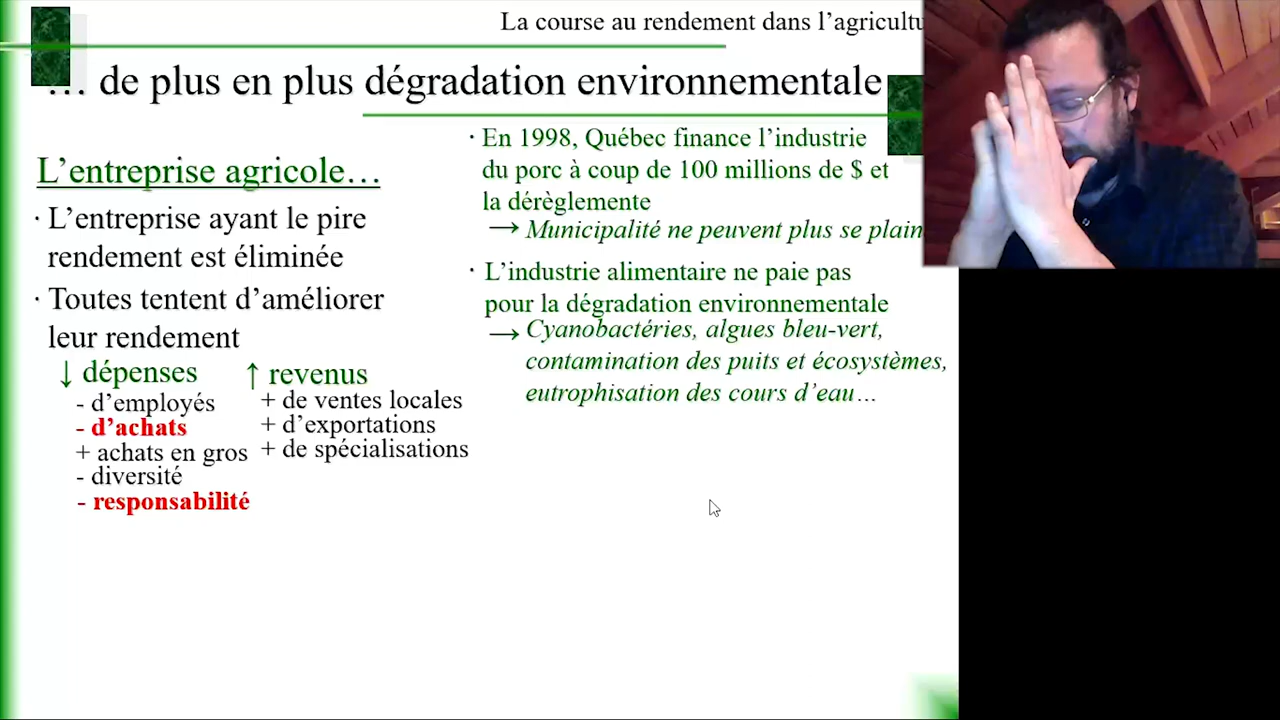 La course au rendement dans l’agricultu
… de plus en plus dégradation environnementale
L’entreprise agricole…
· L’entreprise ayant le pire
rendement est éliminée
· Toutes tentent d’améliorer
leur rendement
↓ dépenses
- d’employés
- d’achats
+ achats en gros
- diversité
- responsabilité
↑ revenus
+ de ventes locales
+ d’exportations
+ de spécialisations
· En 1998, Québec finance l’industrie
du porc à coup de 100 millions de $ et
la dérèglemente
→ Municipalité ne peuvent plus se plain
· L’industrie alimentaire ne paie pas
pour la dégradation environnementale
→ Cyanobactéries, algues bleu-vert,
contamination des puits et écosystèmes,
eutrophisation des cours d’eau…